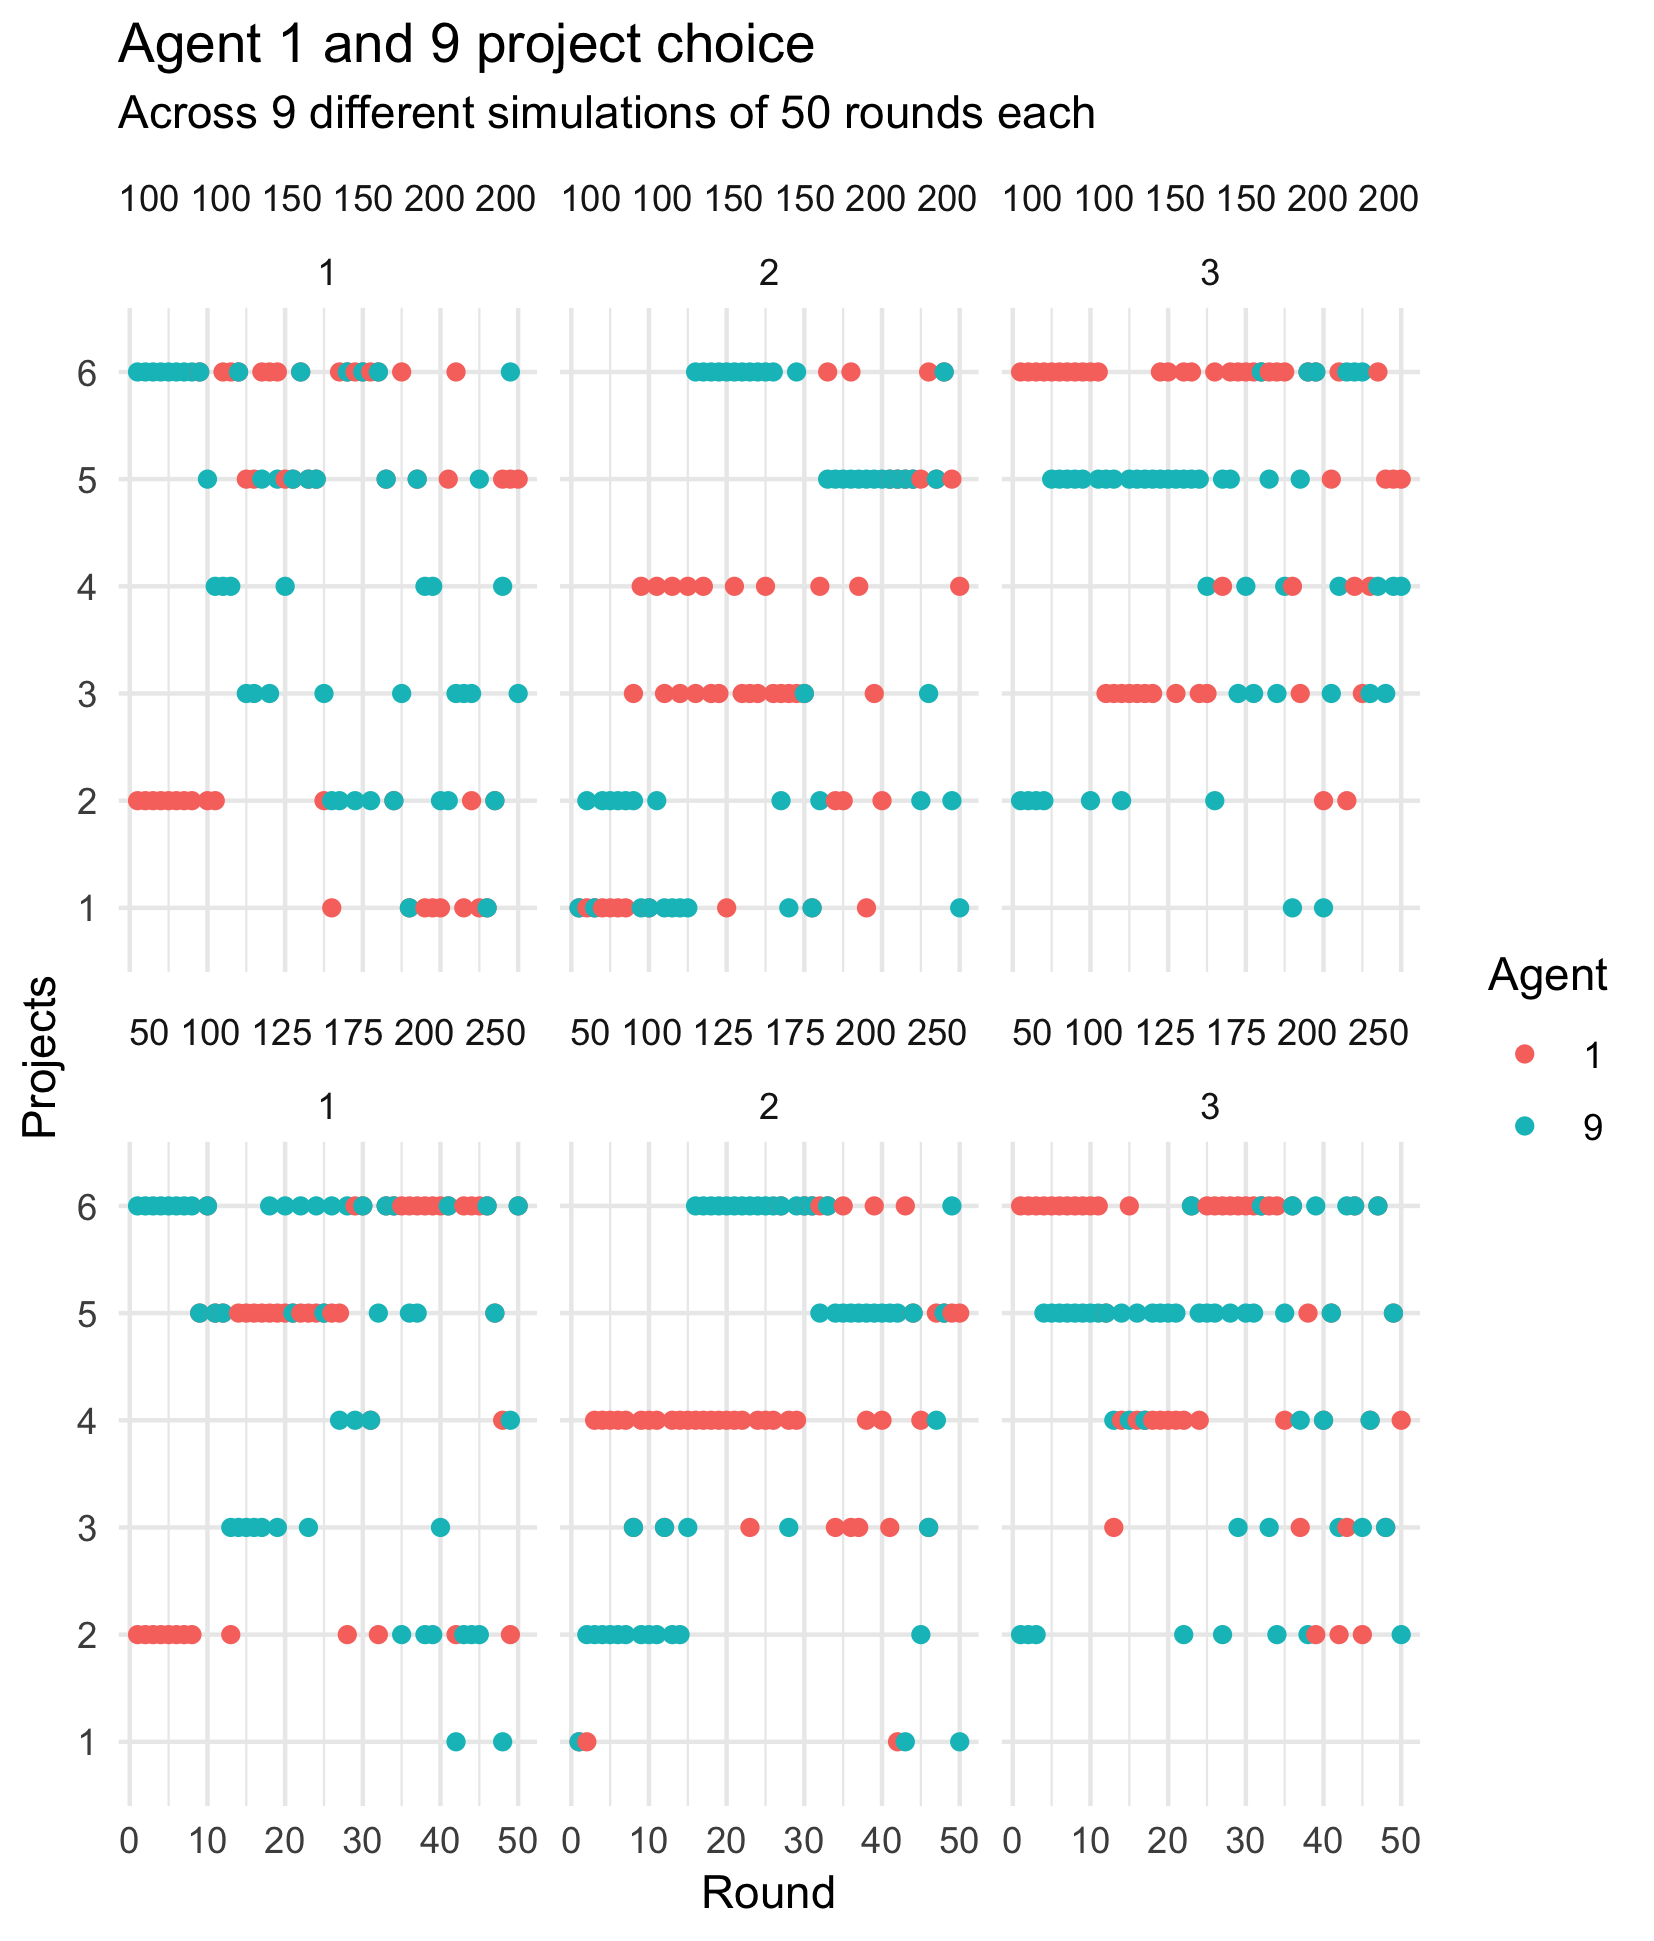 Agent 1 and 9 project choice
Across 9 different simulations of 50 rounds each
100 100 150 150 200 200
100 100 150 150 200 200
100 100 150 150 200 200
1
2
3
6
5
4
3
2
1
Projects
50 100 125 175 200 250
50 100 125 175 200 250
50 100 125 175 200 250
1
2
3
6
5
4
3
2
1
0 10 20 30 40 50
0 10 20 30 40 50
0 10 20 30 40 50
Round
Agent
1
9